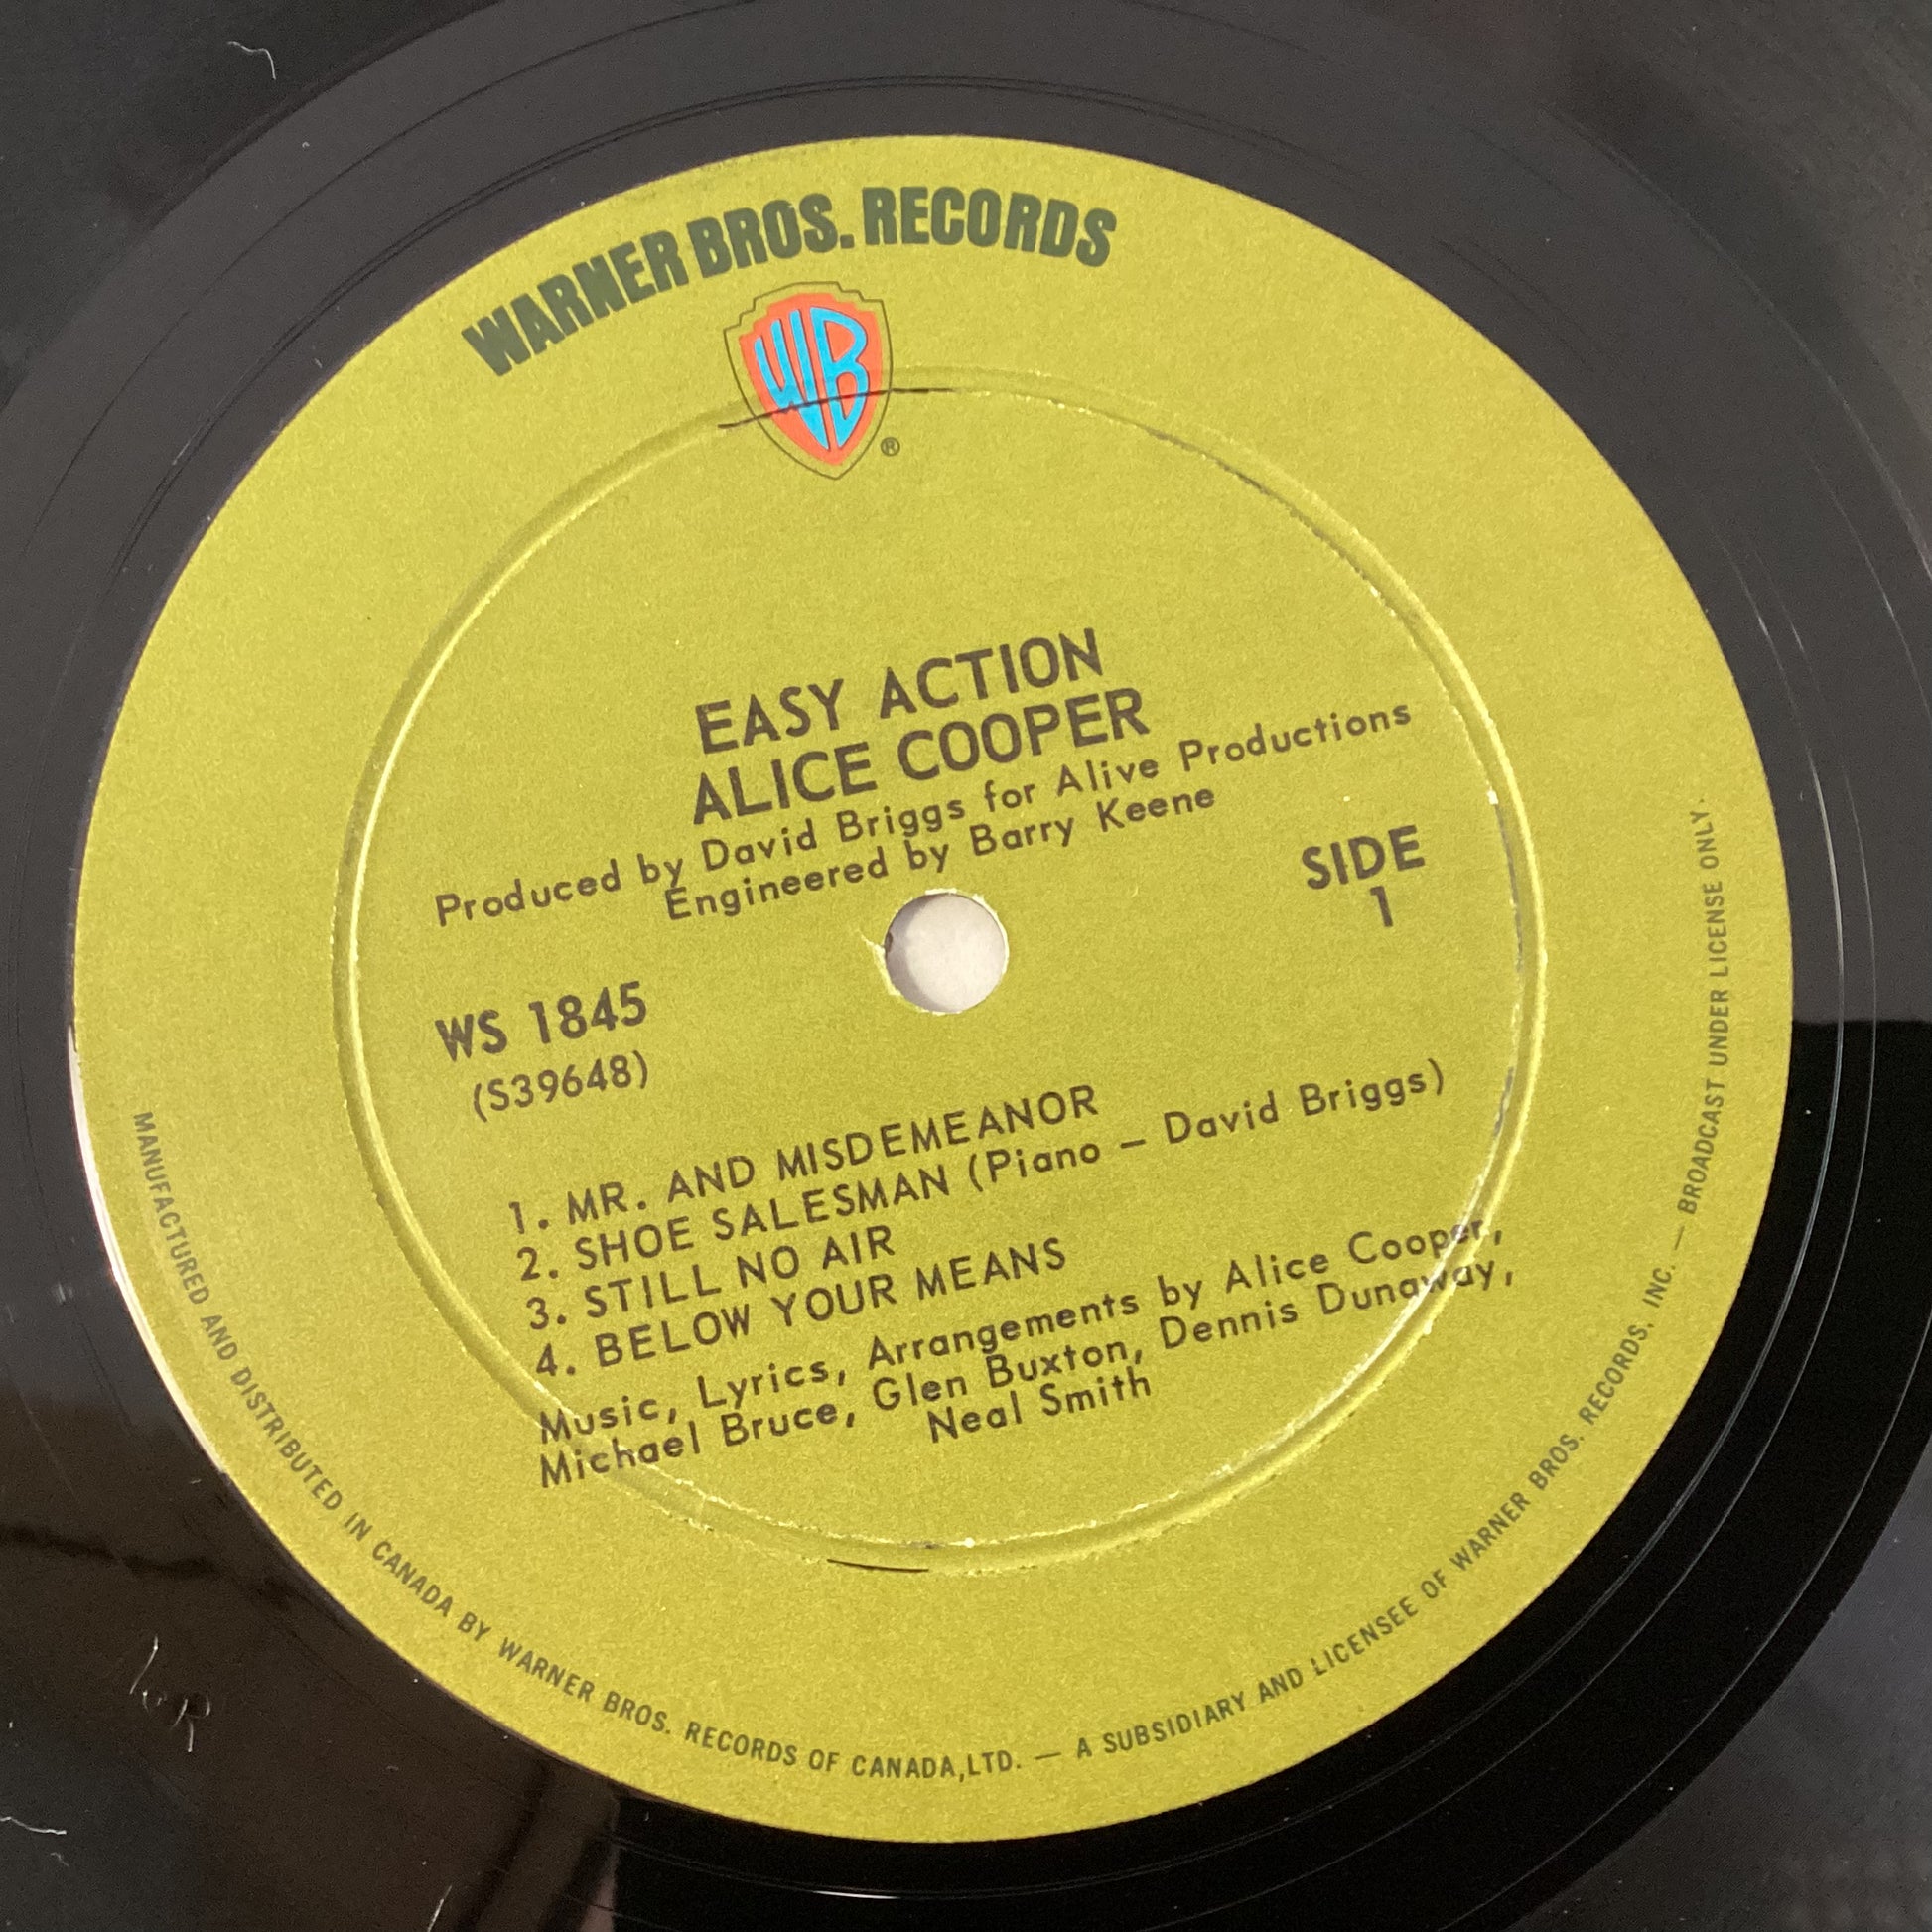 WARNER BROS. RECORDS
WB
®
EASY ACTION
ALICE COOPER
Produced by David Briggs for Alive Productions
Engineered by Barry Keene
SIDE
1
WS 1845
(S39648)
1. MR. AND MISDEMEANOR
2. SHOE SALESMAN (Piano – David Briggs)
3. STILL NO AIR
4. BELOW YOUR MEANS
Music, Lyrics, Arrangements by Alice Cooper,
Michael Bruce, Glen Buxton, Dennis Dunaway,
Neal Smith
MANUFACTURED AND DISTRIBUTED IN CANADA BY WARNER BROS. RECORDS OF CANADA, LTD. — A SUBSIDIARY AND LICENSEE OF WARNER BROS. RECORDS, INC. — BROADCAST UNDER LICENSE ONLY.